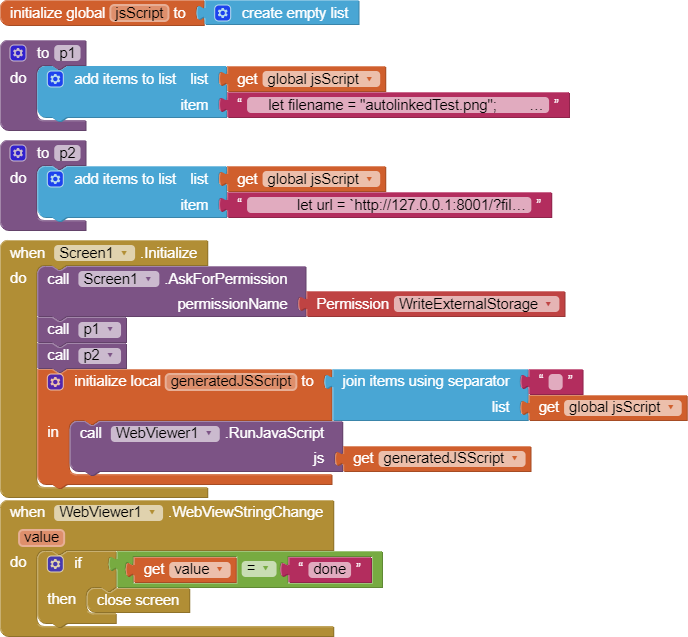 initialize global jsScript to create empty list
to p1
do add items to list list get global jsScript
item “ let filename = "autolinkedTest.png"; ... ”
to p2
do add items to list list get global jsScript
item “ let url = `http://127.0.0.1:8001/?fil... ”
when Screen1 .Initialize
do call Screen1 .AskForPermission
permissionName Permission WriteExternalStorage
call p1
call p2
initialize local generatedJSScript to join items using separator “ ”
list get global jsScript
in call WebViewer1 .RunJavaScript
js get generatedJSScript
when WebViewer1 .WebViewStringChange
value
do if get value = “ done ”
then close screen